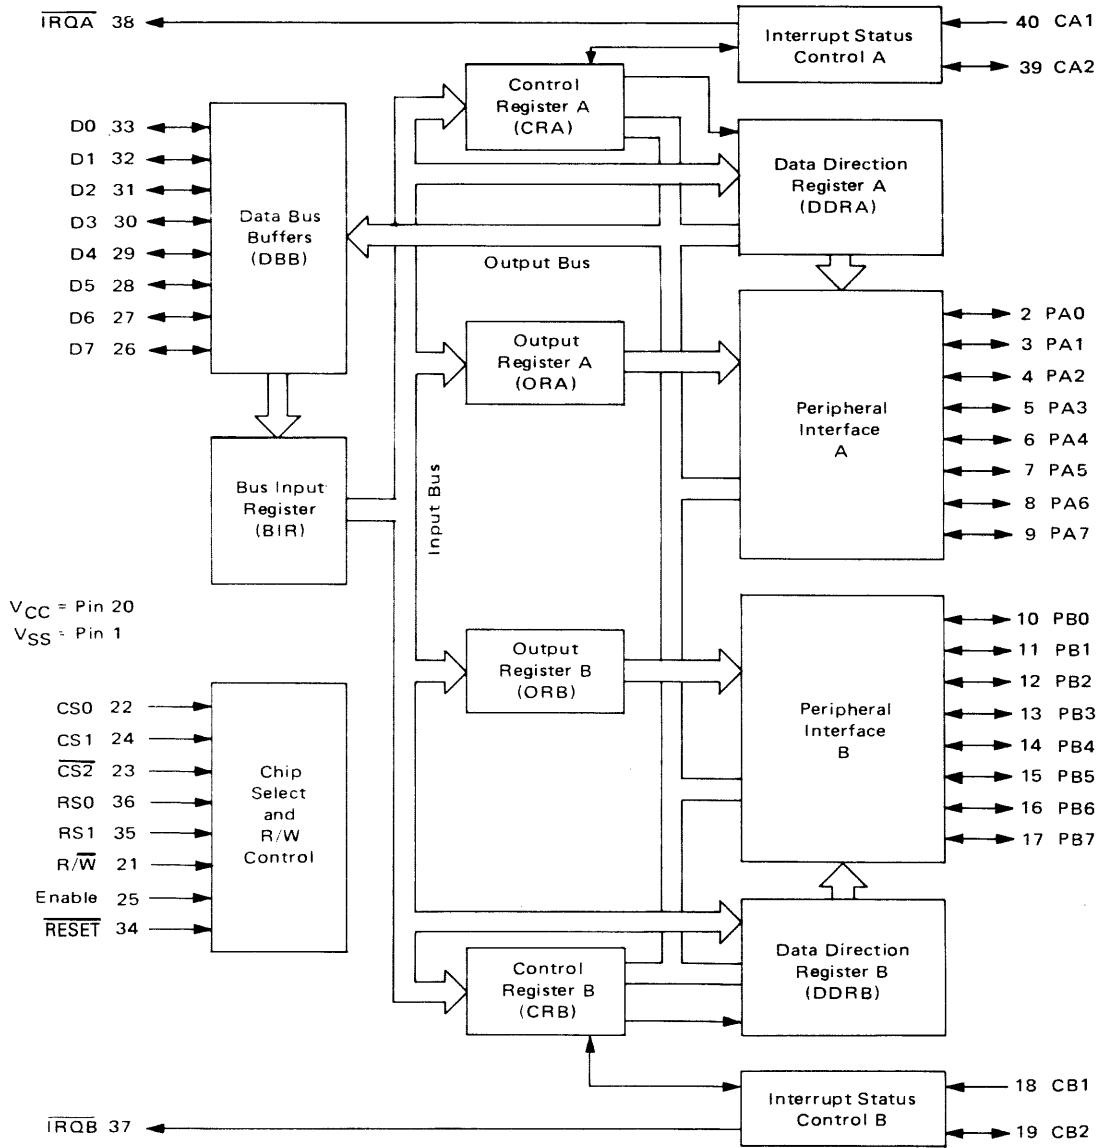 IRQA 38
Interrupt Status
Control A
40 CA1
39 CA2
Control
Register A
(CRA)
D0 33
D1 32
D2 31
D3 30
D4 29
D5 28
D6 27
D7 26
Data Bus
Buffers
(DBB)
Data Direction
Register A
(DDRA)
Output Bus
Output
Register A
(ORA)
Peripheral
Interface
A
2 PA0
3 PA1
4 PA2
5 PA3
6 PA4
7 PA5
8 PA6
9 PA7
Bus Input
Register
(BIR)
Input Bus
VCC = Pin 20
VSS = Pin 1
Output
Register B
(ORB)
Peripheral
Interface
B
10 PB0
11 PB1
12 PB2
13 PB3
14 PB4
15 PB5
16 PB6
17 PB7
CS0 22
CS1 24
CS2 23
RS0 36
RS1 35
R/W 21
Enable 25
RESET 34
Chip
Select
and
R/W
Control
Control
Register B
(CRB)
Data Direction
Register B
(DDRB)
Interrupt Status
Control B
18 CB1
19 CB2
IRQB 37